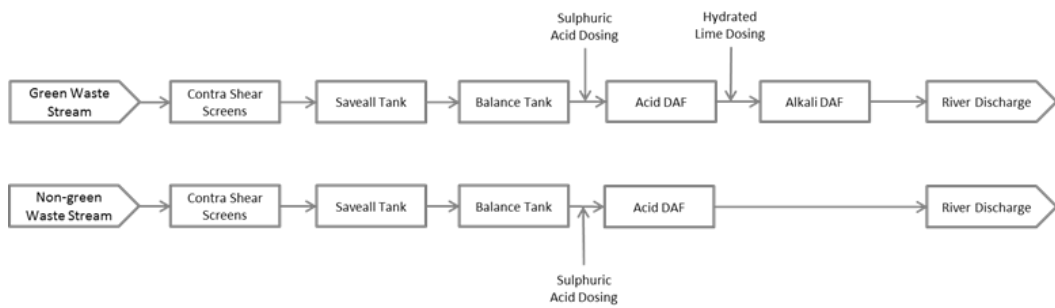 Sulphuric
Acid Dosing
Hydrated
Lime Dosing
Green Waste
Stream
Contra Shear
Screens
Saveall Tank
Balance Tank
Acid DAF
Alkali DAF
River Discharge
Non-green
Waste Stream
Contra Shear
Screens
Saveall Tank
Balance Tank
Acid DAF
River Discharge
Sulphuric
Acid Dosing